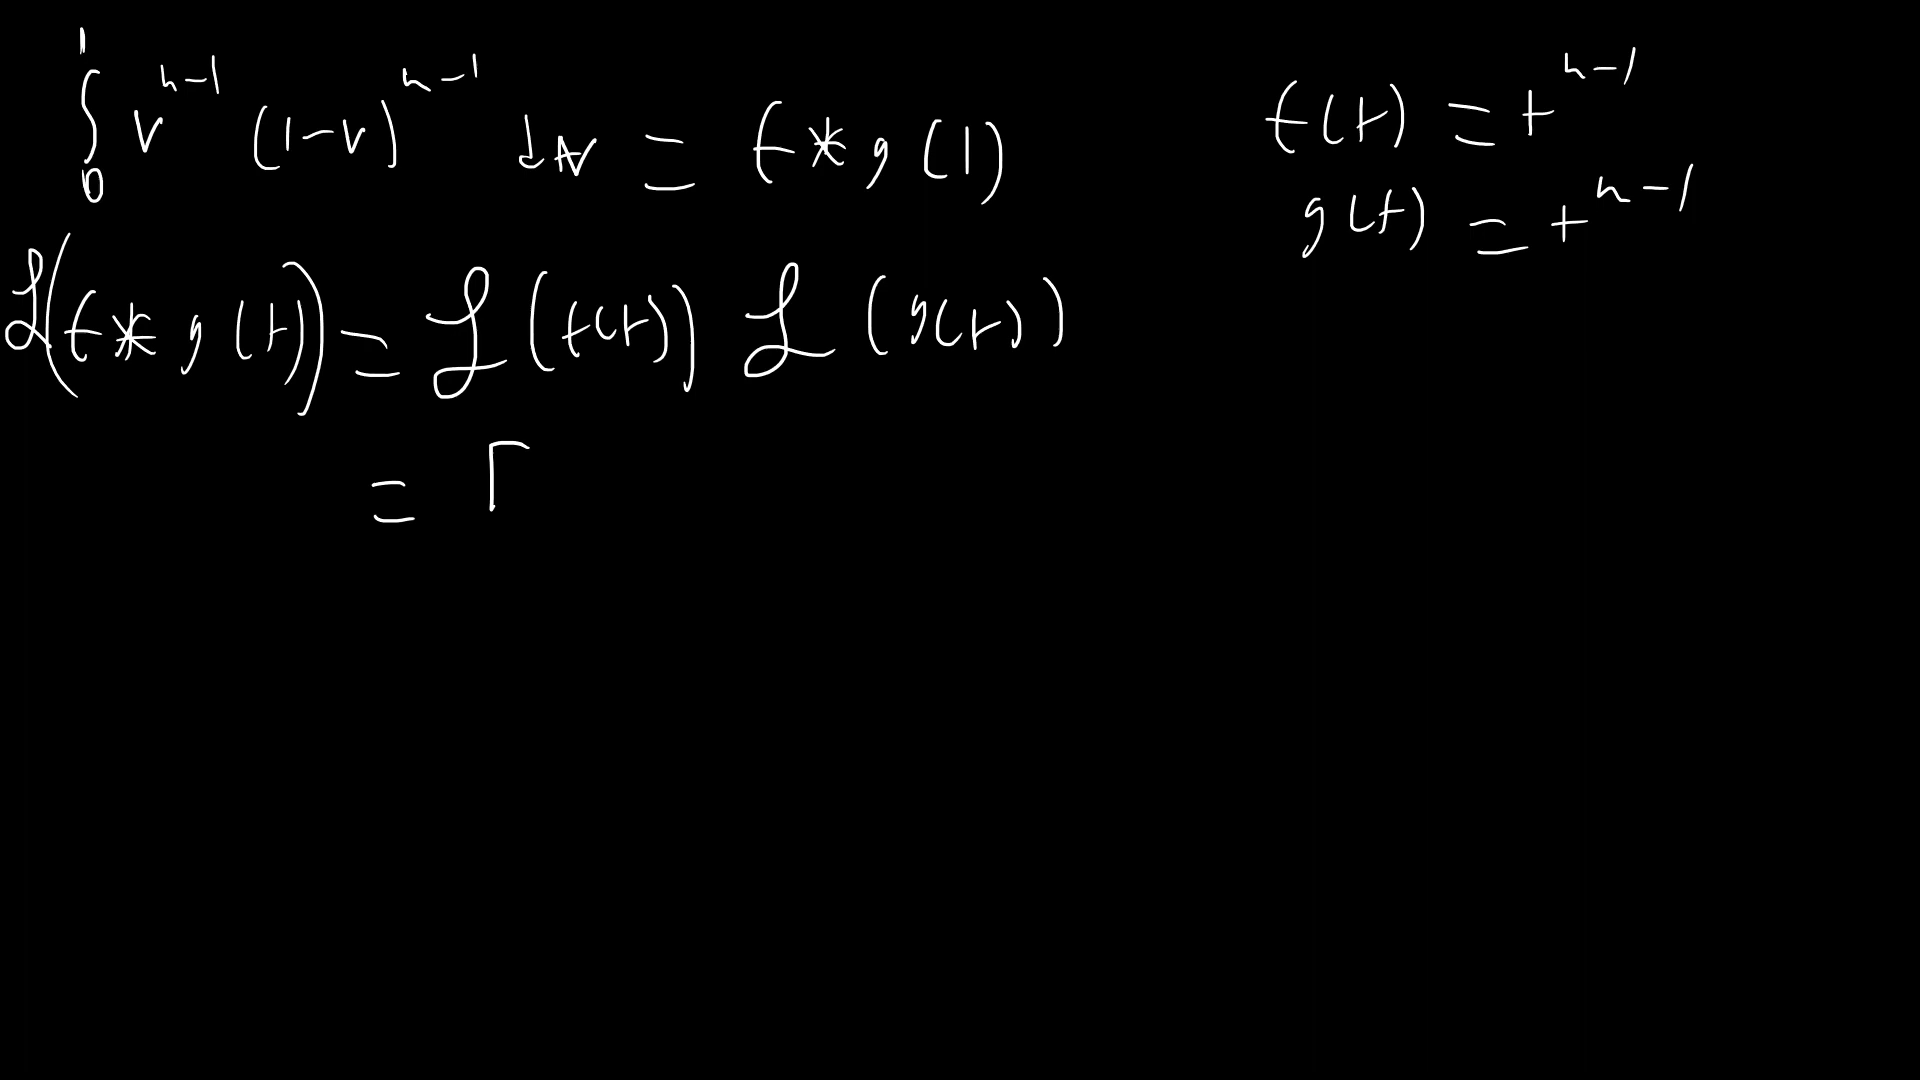 ∫₀¹ v^{n-1} (1-v)^{n-1} dv = f * g (1)
f(t) = t^{n-1}
g(t) = t^{n-1}
ℒ(f * g (t)) = ℒ (f(t)) ℒ (g(t))
= Γ